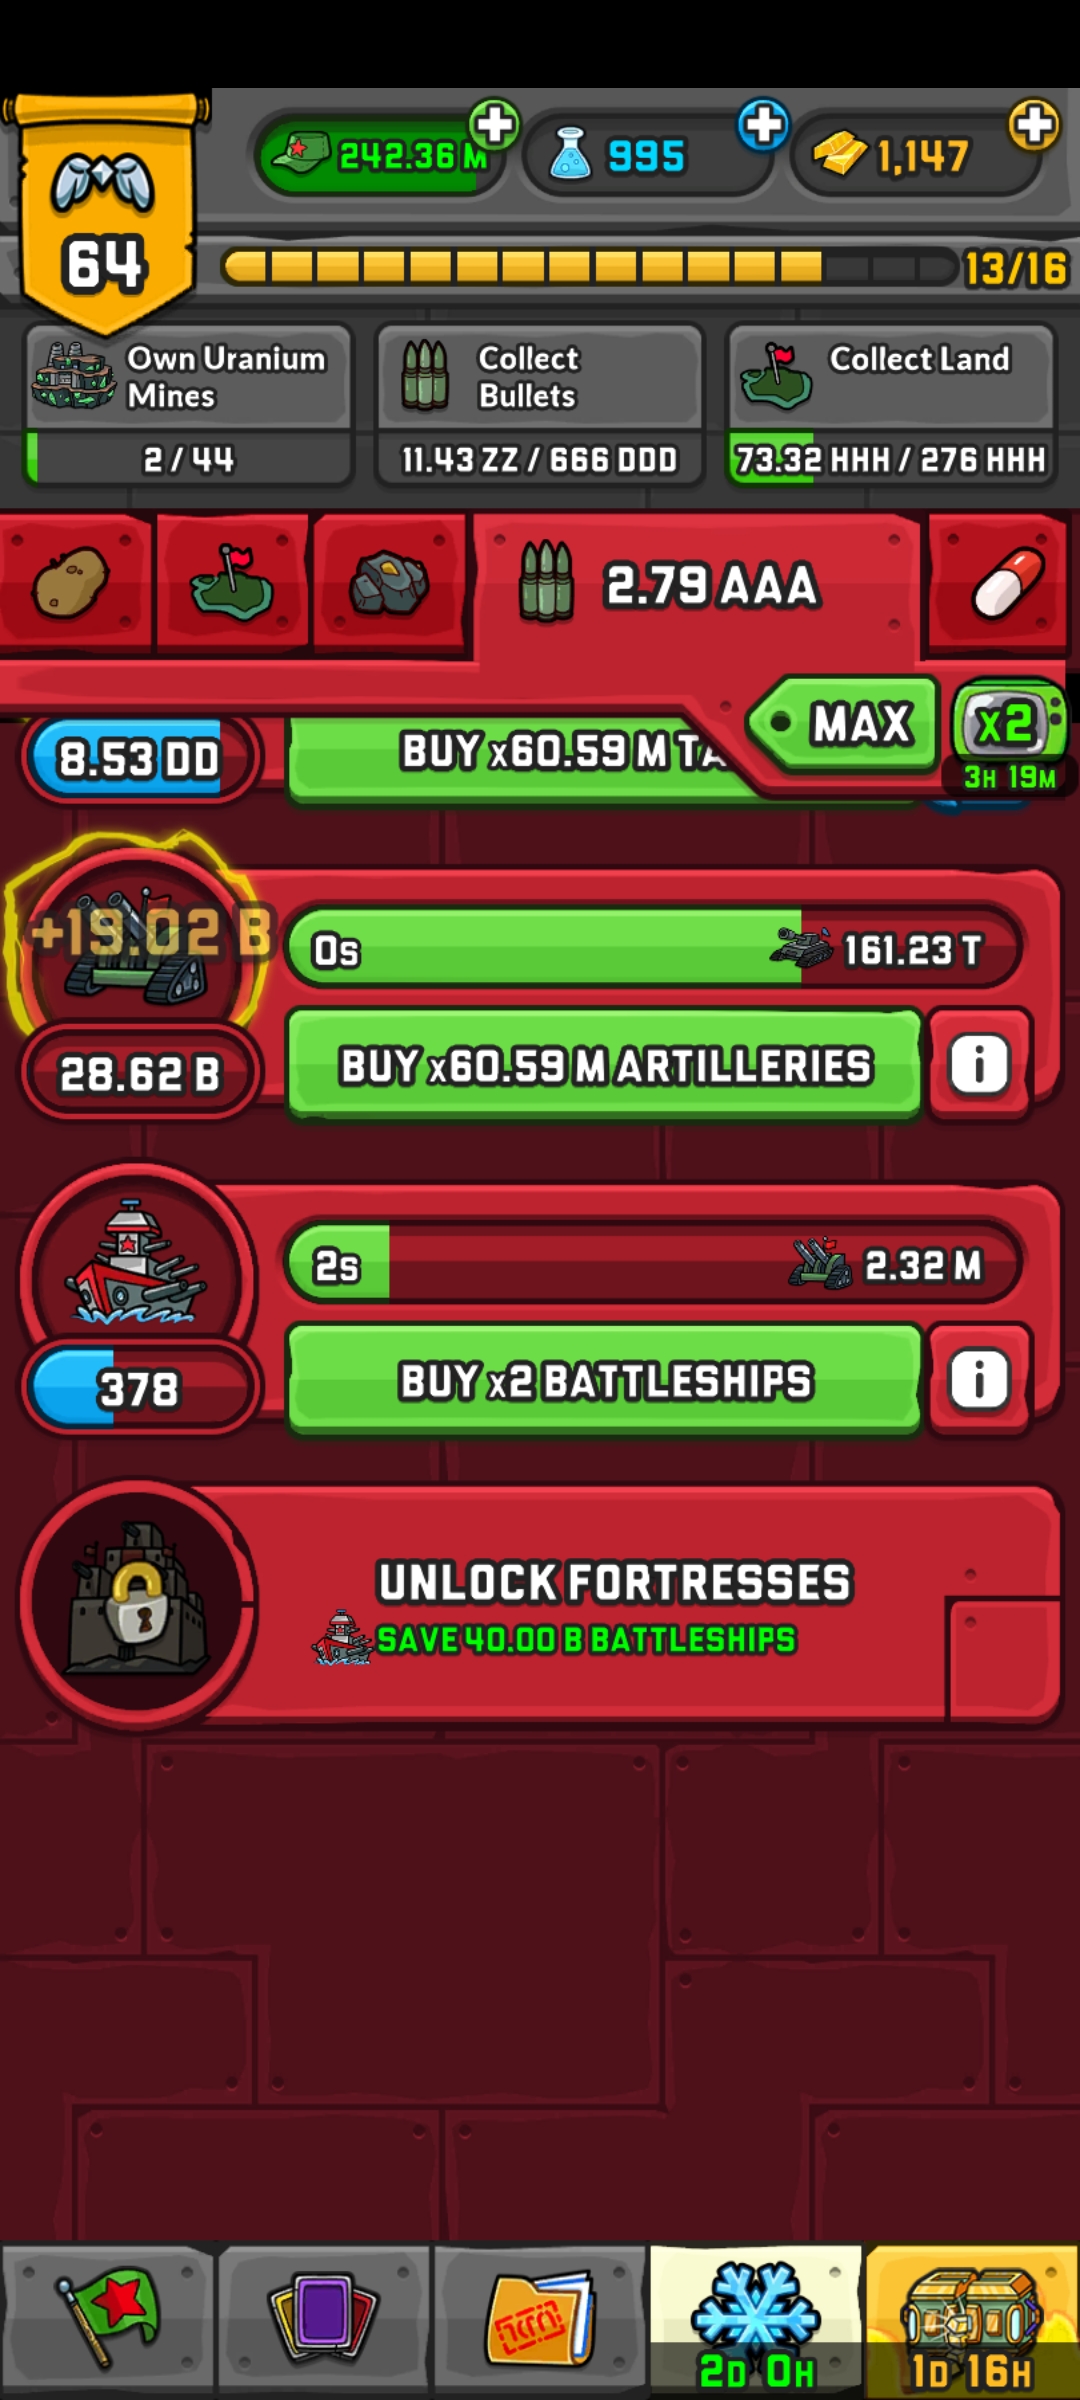 242.36 M
995
1,147
64
13/16
Own Uranium
Mines
2 / 44
Collect
Bullets
11.43 ZZ / 666 DDD
Collect Land
73.32 HHH / 276 HHH
2.79 AAA
MAX
x2
3H 19M
8.53 DD
BUY x60.59 M TA
+19.02 B
0s
161.23 T
28.62 B
BUY x60.59 M ARTILLERIES
i
2s
2.32 M
378
BUY x2 BATTLESHIPS
i
UNLOCK FORTRESSES
SAVE 40.00 B BATTLESHIPS
2D 0H
1D 16H